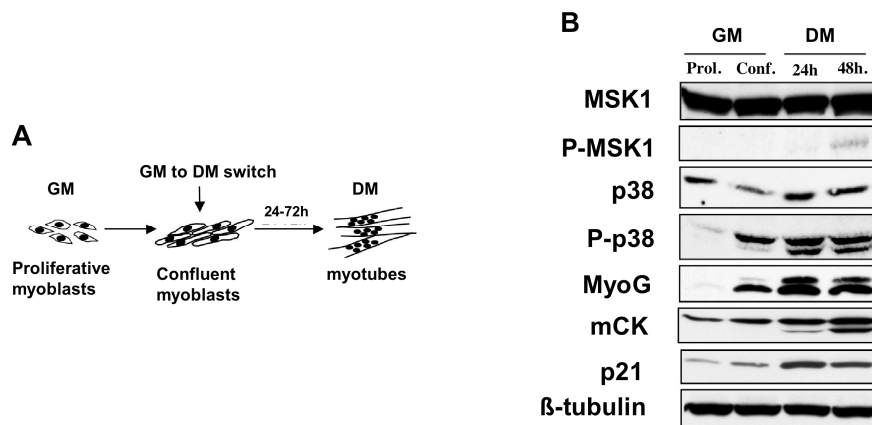 A
GM to DM switch
GM
DM
24-72h
Proliferative
myoblasts
Confluent
myoblasts
myotubes
B
GM DM
Prol. Conf. 24h 48h.
MSK1
P-MSK1
p38
P-p38
MyoG
mCK
p21
ß-tubulin